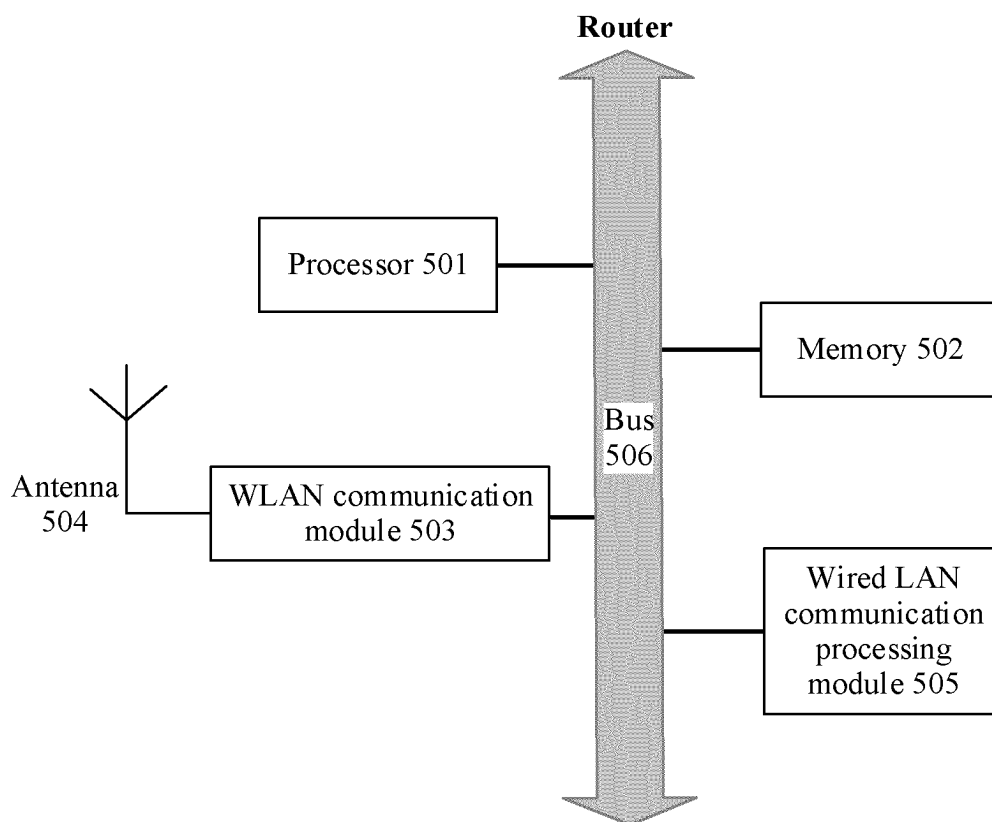 Router
Processor 501
Memory 502
Bus
506
Antenna
504
WLAN communication
module 503
Wired LAN
communication
processing
module 505